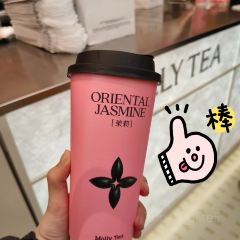 LLY TEA
ORIENTAL
JASMINE
[茉莉]
棒
Molly Tea